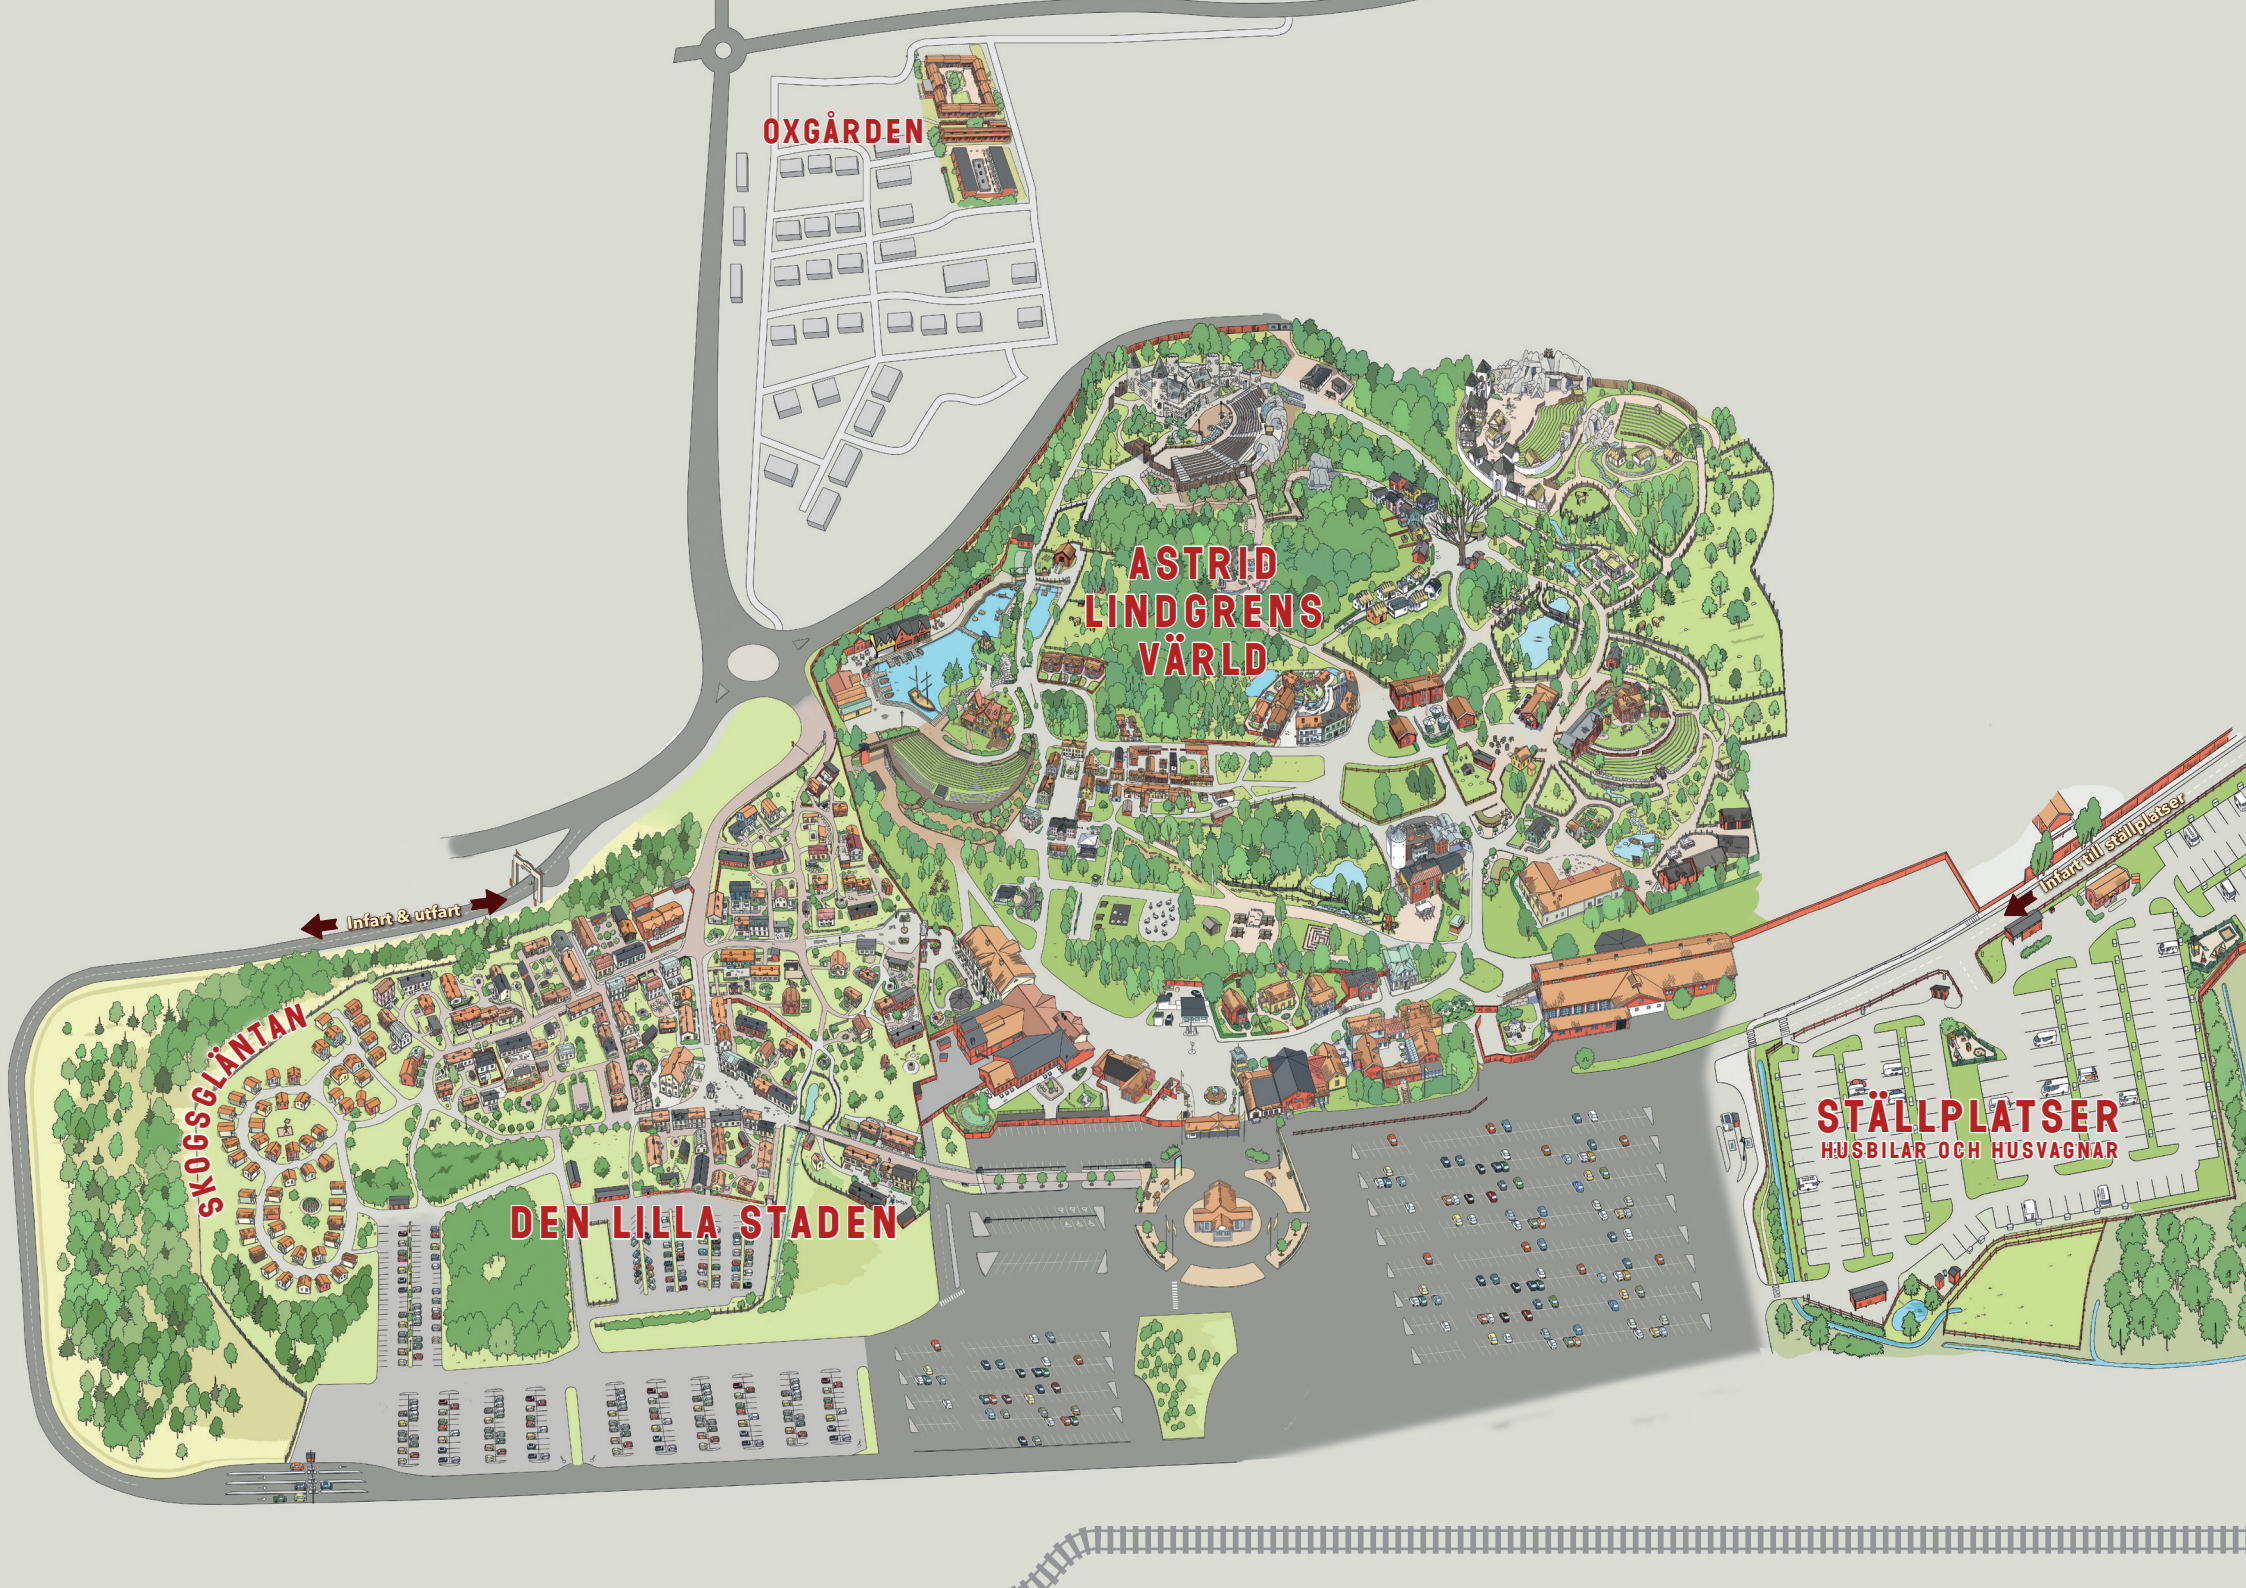 OXGÅRDEN
ASTRID
LINDGRENS
VÄRLD
Infart till ställplatser
Infart & utfart
SKOGSGLÄNTAN
STÄLLPLATSER
HUSBILAR OCH HUSVAGNAR
DEN LILLA STADEN